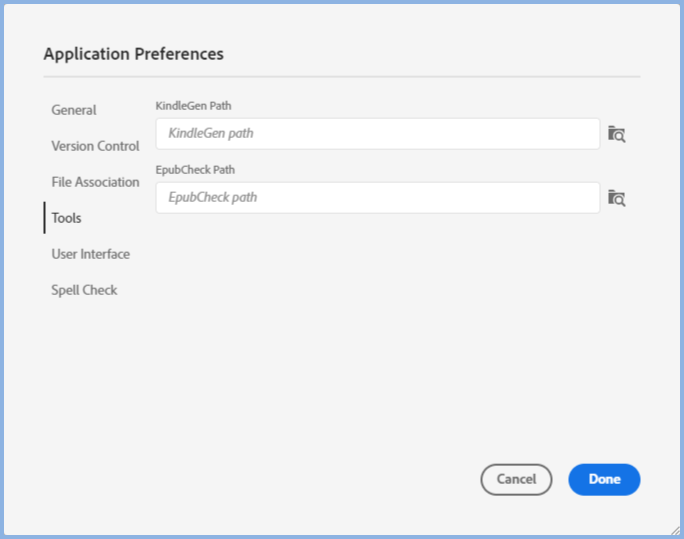 Application Preferences
General
Version Control
File Association
Tools
User Interface
Spell Check
KindleGen Path
KindleGen path
EpubCheck Path
EpubCheck path
Cancel
Done